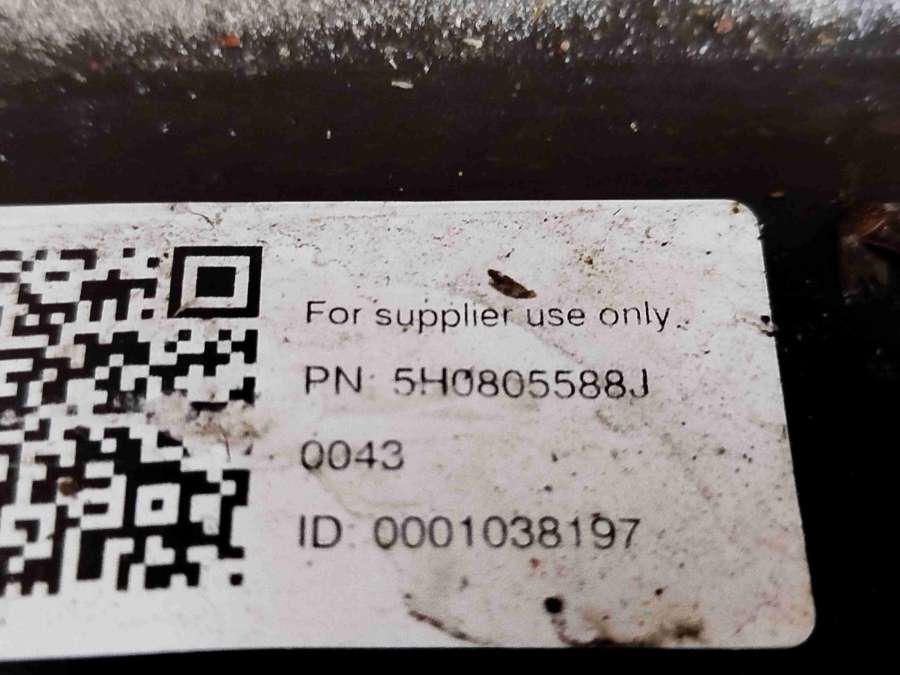 For supplier use only
PN: 5H0805588J
0043
ID: 0001038197